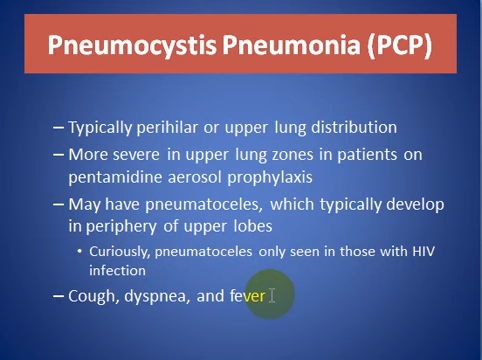 Pneumocystis Pneumonia (PCP)
– Typically perihilar or upper lung distribution
– More severe in upper lung zones in patients on
pentamidine aerosol prophylaxis
– May have pneumatoceles, which typically develop
in periphery of upper lobes
• Curiously, pneumatoceles only seen in those with HIV
infection
– Cough, dyspnea, and fever